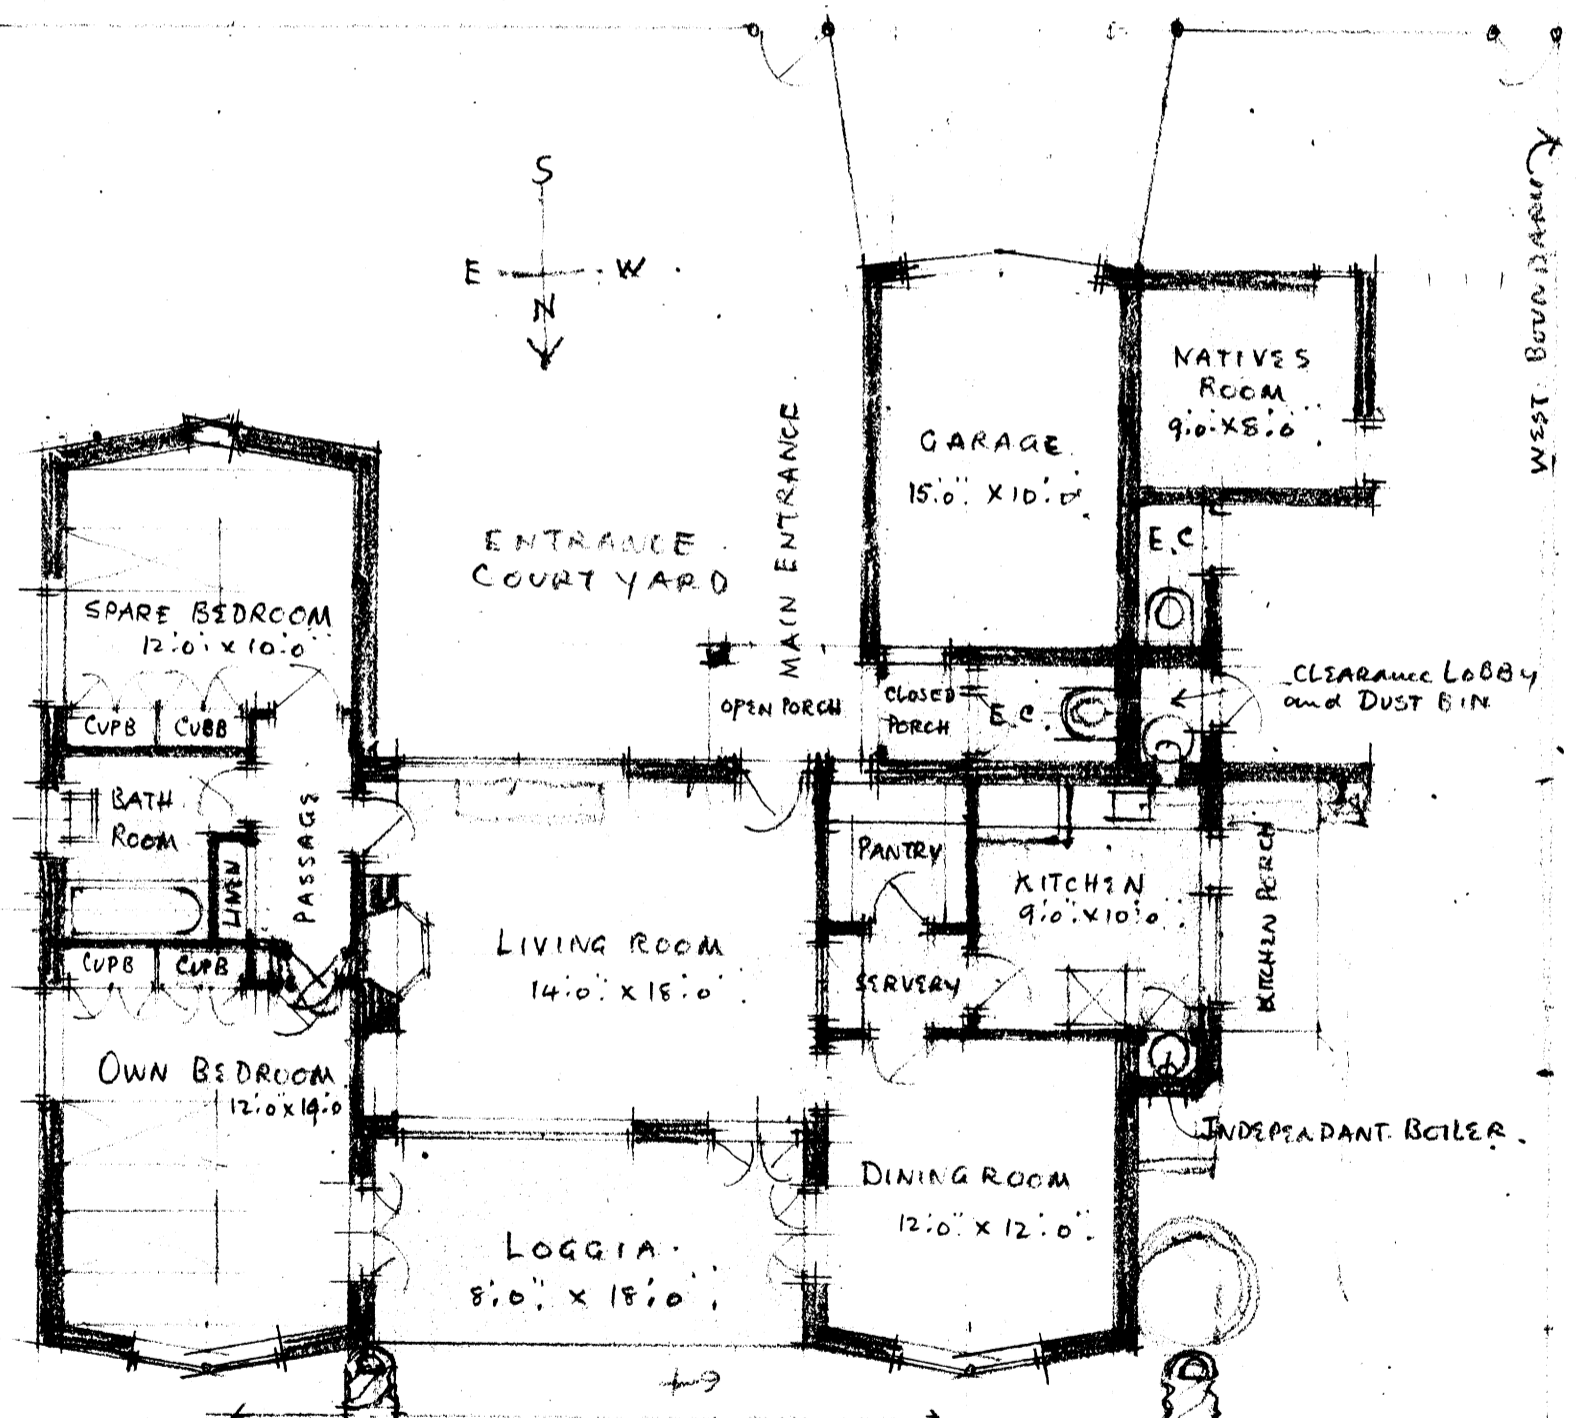 S
E W
N
WEST BOUNDARY
NATIVES
ROOM
9'.0" X 8'.0"
GARAGE
15'.0" X 10'.0"
MAIN ENTRANCE
ENTRANCE
COURTYARD
E.C.
SPARE BEDROOM
12'.0" X 10'.0"
CLEARANCE LOBBY
and DUST BIN
OPEN PORCH
CLOSED
PORCH
E.C.
CUPB
CUBB
BATH
ROOM
PASSAGE
LINEN
PANTRY
KITCHEN
9'.0" X 10'.0"
KITCHEN PORCH
LIVING ROOM
14'.0" X 18'.0"
CUPB
CUPB
SERVERY
OWN BEDROOM
12'.0" X 14'.0
INDEPENDANT BOILER.
DINING ROOM
12'.0" X 12'.0"
LOGGIA
8'.0" X 18'.0"